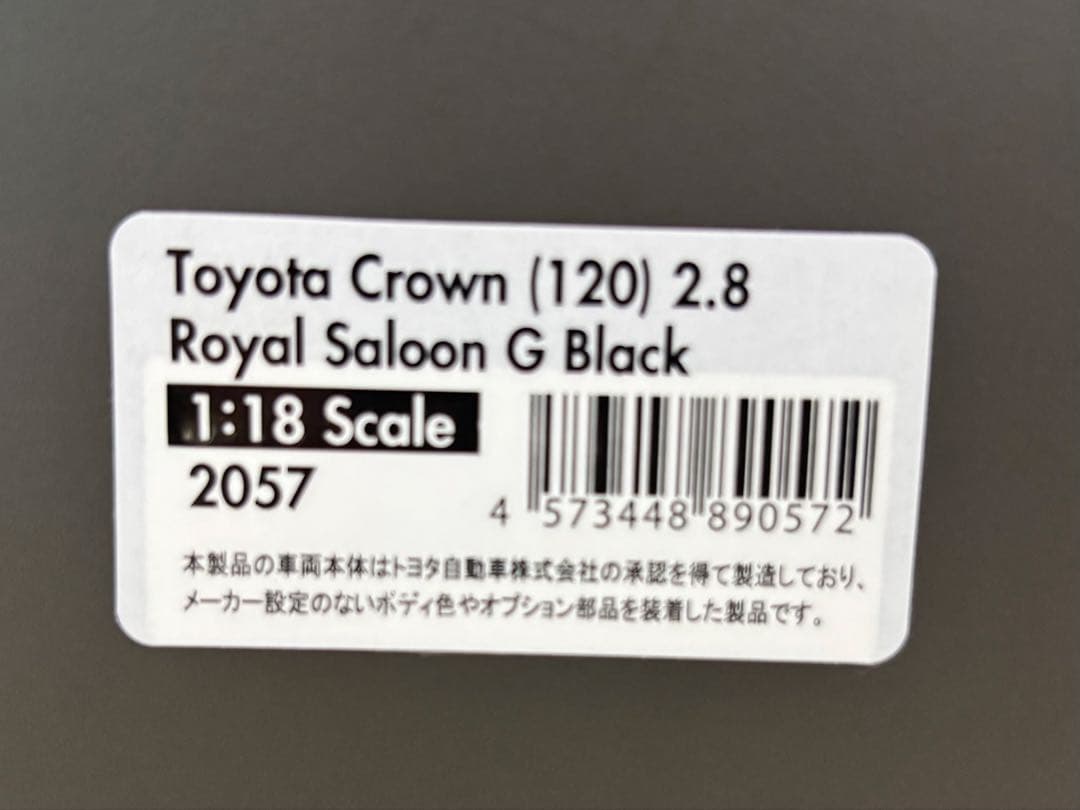 Toyota Crown (120) 2.8
Royal Saloon G Black
1:18 Scale
2057
4 573448 890572
本製品の車両本体はトヨタ自動車株式会社の承認を得て製造しており、
メーカー設定のないボディ色やオプション部品を装着した製品です。